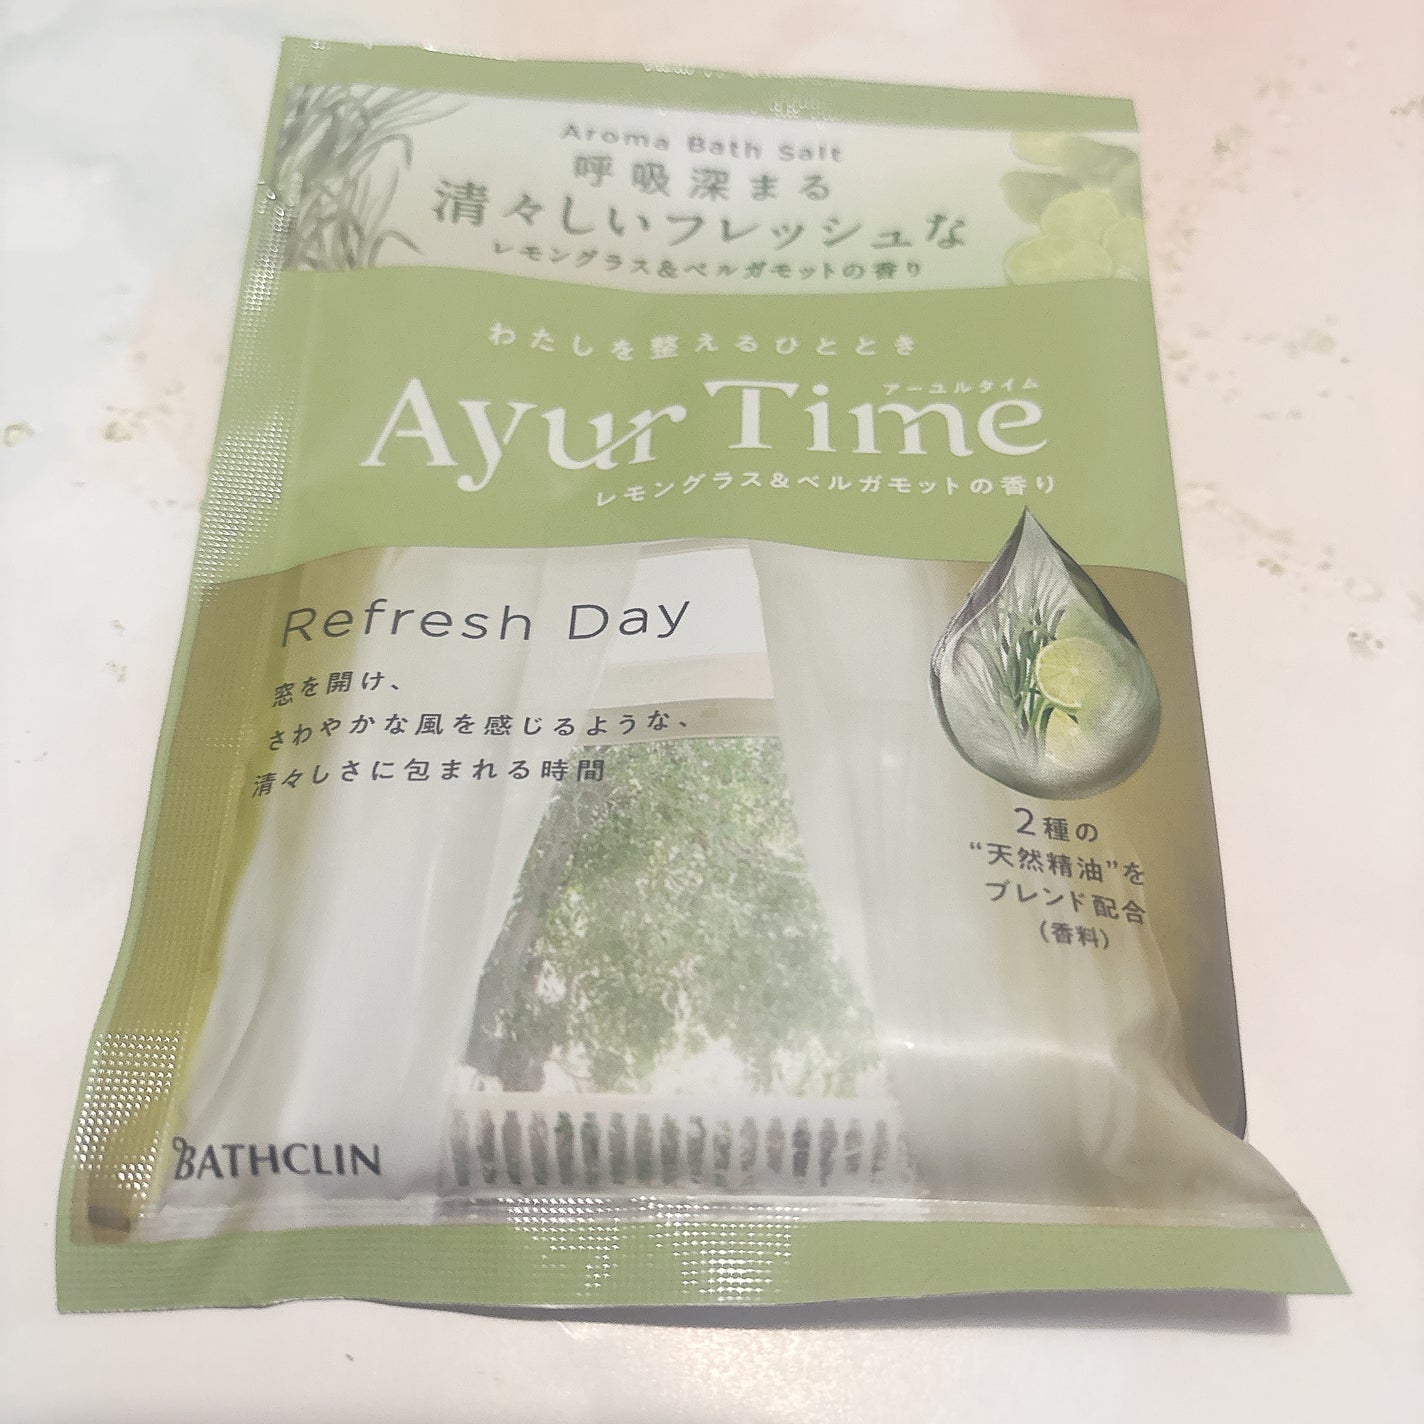 Aroma Bath Salt
呼吸深まる
清々しいフレッシュな
レモングラス&ベルガモットの香り
わたしを整えるひととき
アーユルタイム
Ayur Time
レモングラス&ベルガモットの香り
Refresh Day
窓を開け、
さわやかな風を感じるような、
清々しさに包まれる時間
2種の
“天然精油”を
ブレンド配合
(香料)
BATHCLIN